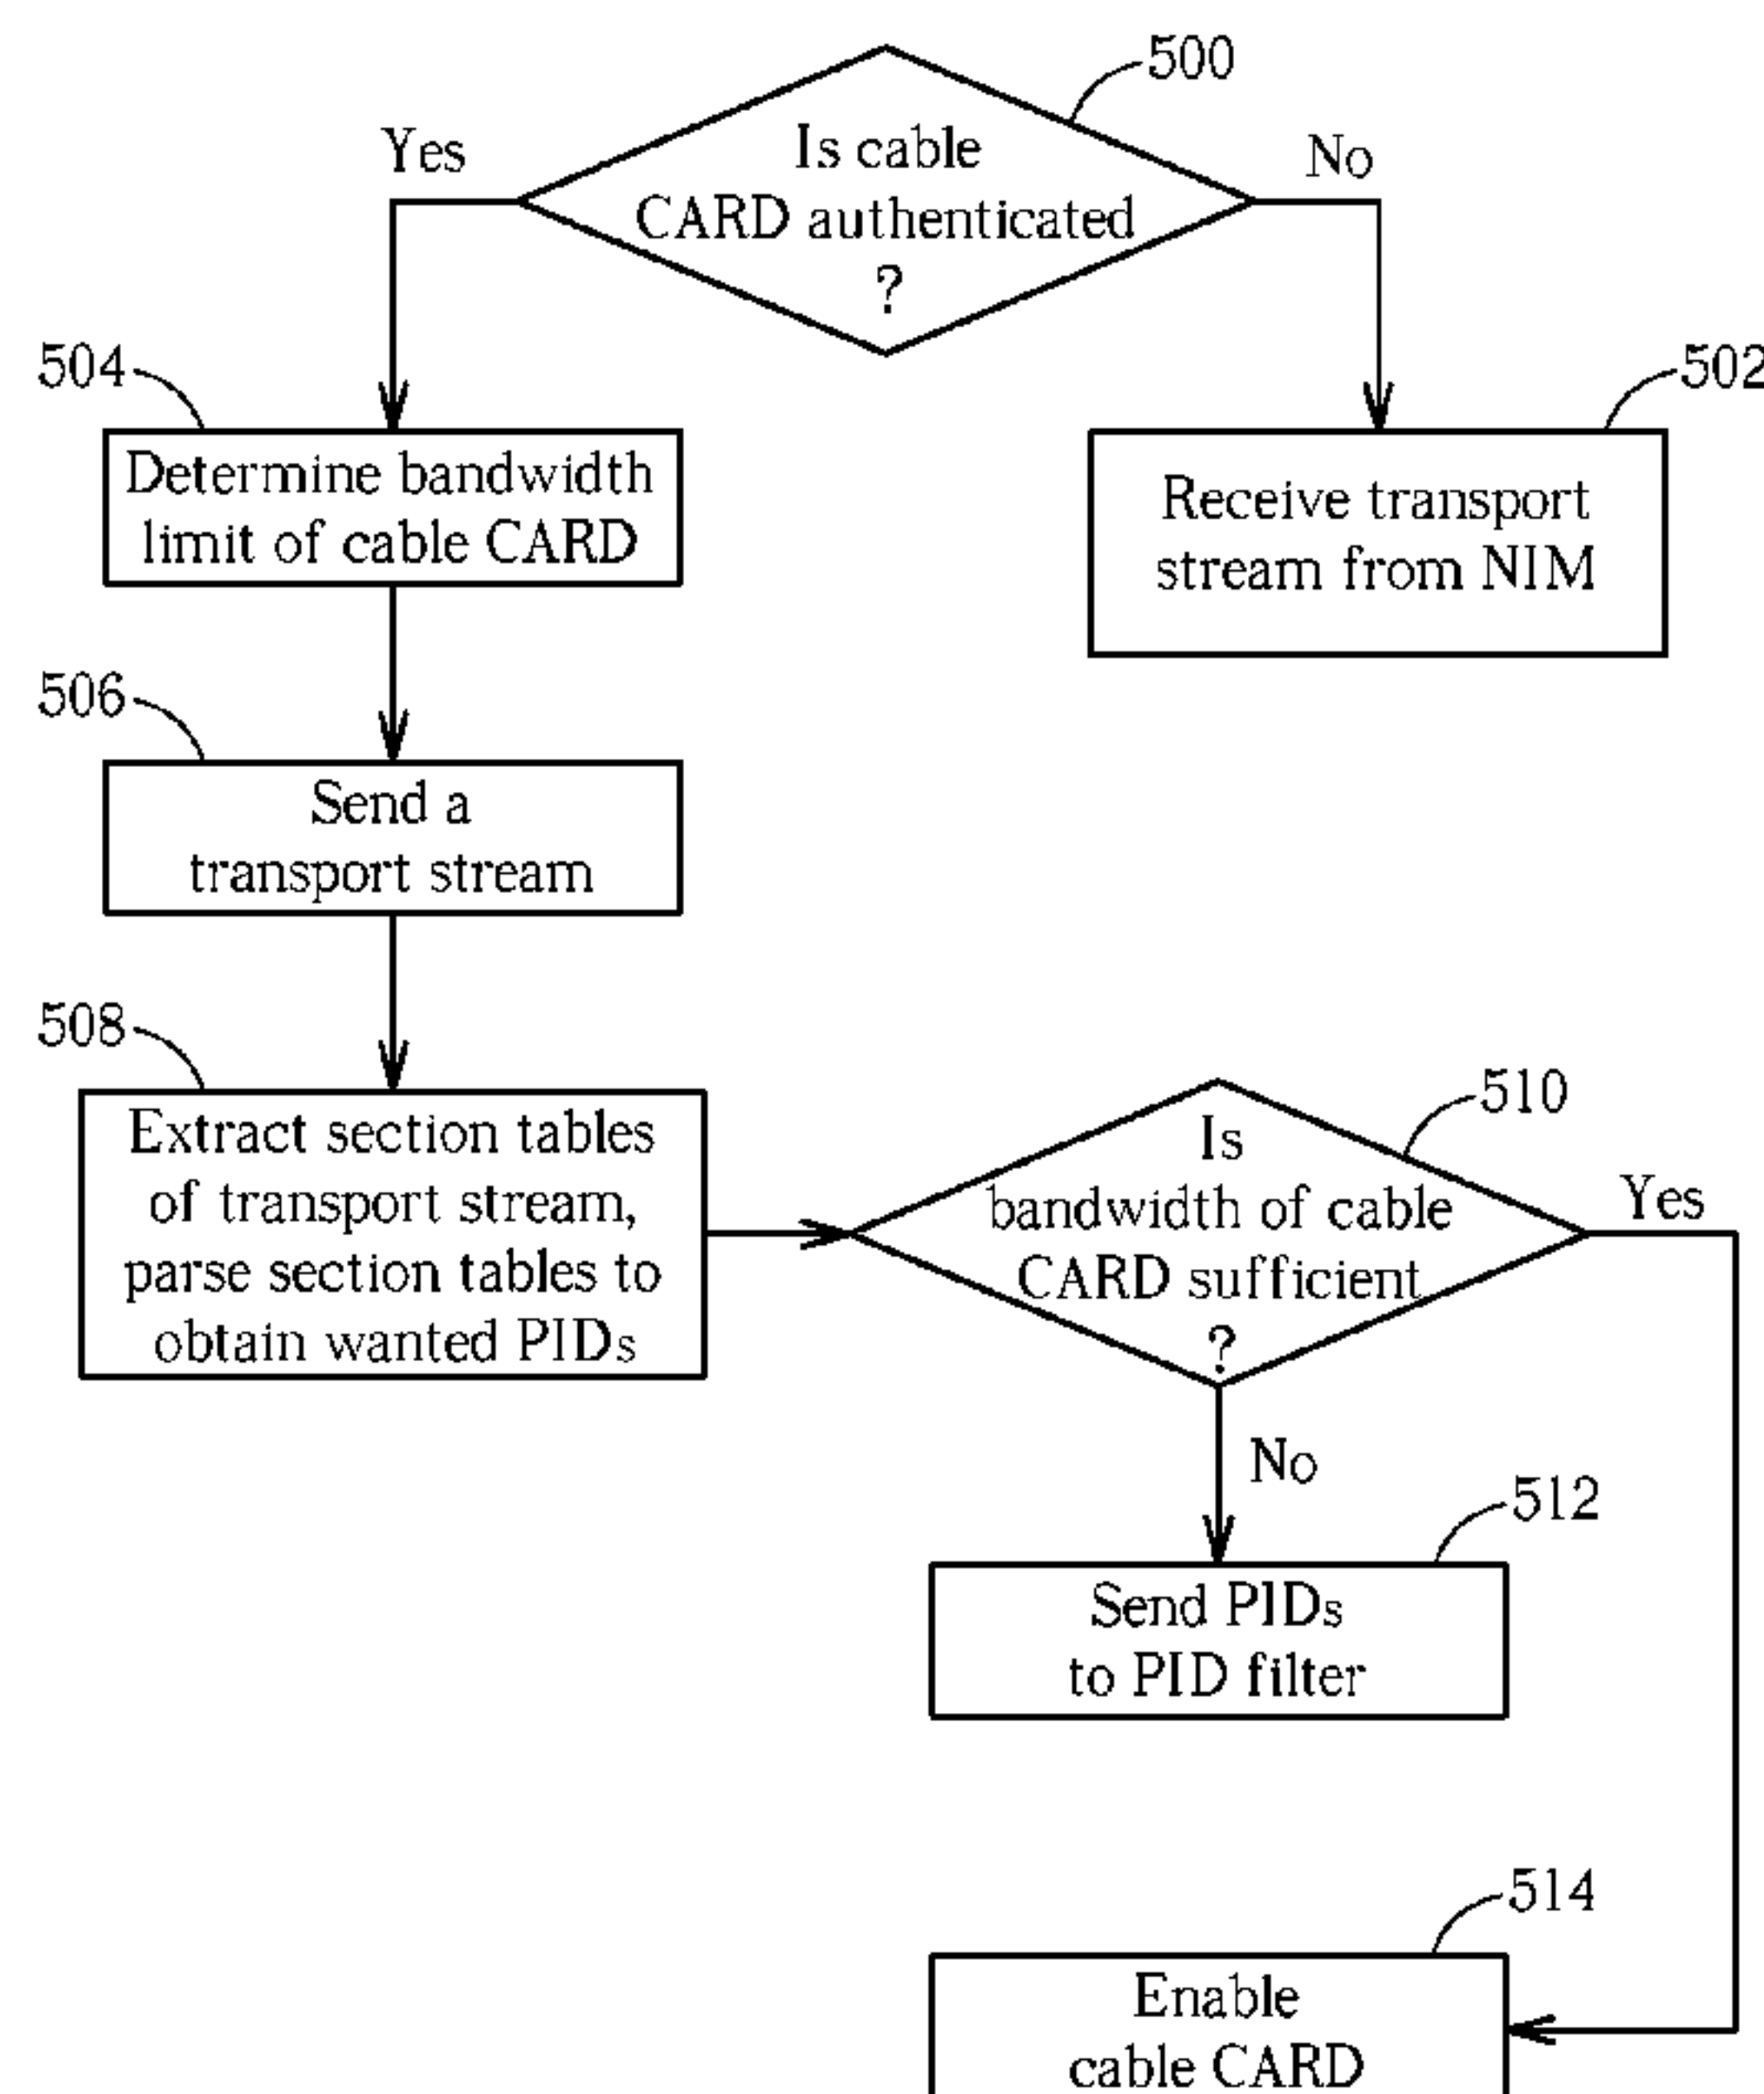 500
Yes
Is cable
CARD authenticated
?
No
504
Determine bandwidth
limit of cable CARD
502
Receive transport
stream from NIM
506
Send a
transport stream
508
Extract section tables
of transport stream,
parse section tables to
obtain wanted PIDs
510
Is
bandwidth of cable
CARD sufficient
?
Yes
No
512
Send PIDs
to PID filter
514
Enable
cable CARD